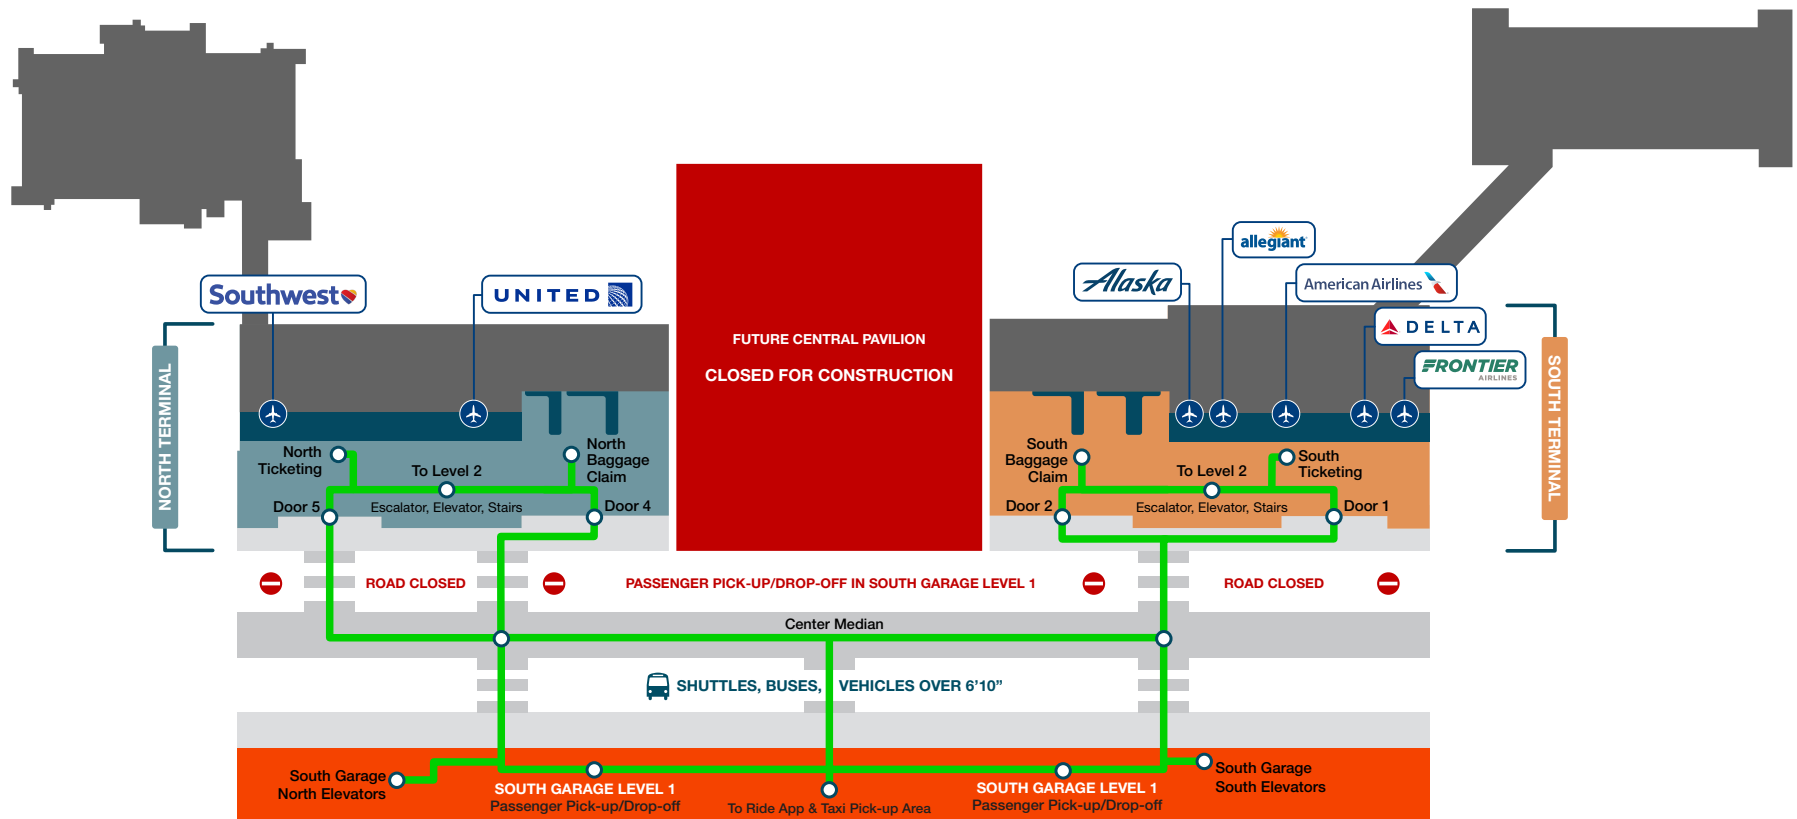 allegiant
Southwest
UNITED
Alaska
American Airlines
DELTA
FRONTIER
AIRLINES
NORTH TERMINAL
SOUTH TERMINAL
FUTURE CENTRAL PAVILION
CLOSED FOR CONSTRUCTION
North
Ticketing
To Level 2
Escalator, Elevator, Stairs
North
Baggage
Claim
Door 5
Door 4
South
Baggage
Claim
To Level 2
Escalator, Elevator, Stairs
South
Ticketing
Door 2
Door 1
ROAD CLOSED
PASSENGER PICK-UP/DROP-OFF IN SOUTH GARAGE LEVEL 1
ROAD CLOSED
Center Median
SHUTTLES, BUSES, VEHICLES OVER 6’10”
South Garage
North Elevators
SOUTH GARAGE LEVEL 1
Passenger Pick-up/Drop-off
To Ride App & Taxi Pick-up Area
SOUTH GARAGE LEVEL 1
Passenger Pick-up/Drop-off
South Garage
South Elevators